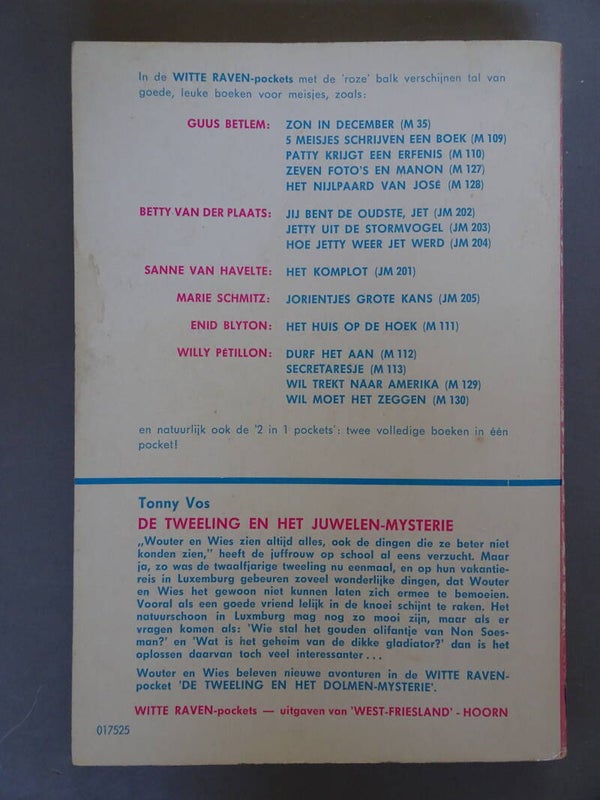 In de WITTE RAVEN-pockets met de 'roze' balk verschijnen tal van
goede, leuke boeken voor meisjes, zoals:
GUUS BETLEM: ZON IN DECEMBER (M 35)
5 MEISJES SCHRIJVEN EEN BOEK (M 109)
PATTY KRIJGT EEN ERFENIS (M 110)
ZEVEN FOTO'S EN MANON (M 127)
HET NIJLPAARD VAN JOSÉ (M 128)
BETTY VAN DER PLAATS: JIJ BENT DE OUDSTE, JET (JM 202)
JETTY UIT DE STORMVOGEL (JM 203)
HOE JETTY WEER JET WERD (JM 204)
SANNE VAN HAVELTE: HET KOMPLOT (JM 201)
MARIE SCHMITZ: JORIENTJES GROTE KANS (JM 205)
ENID BLYTON: HET HUIS OP DE HOEK (M 111)
WILLY PéTILLON: DURF HET AAN (M 112)
SECRETARESJE (M 113)
WIL TREKT NAAR AMERIKA (M 129)
WIL MOET HET ZEGGEN (M 130)
en natuurlijk ook de '2 in 1 pockets': twee volledige boeken in één
pocket!
Tonny Vos
DE TWEELING EN HET JUWELEN-MYSTERIE
„Wouter en Wies zien altijd alles, ook de dingen die ze beter niet
konden zien,” heeft de juffrouw op school al eens verzucht. Maar
ja, zo was de twaalfjarige tweeling nu eenmaal, en op hun vakantie-
reis in Luxemburg gebeuren zoveel wonderlijke dingen, dat Wouter
en Wies het gewoon niet kunnen laten zich ermee te bemoeien.
Vooral als een goede vriend lelijk in de knoei schijnt te raken. Het
natuurschoon in Luxmburg mag nog zo mooi zijn, maar als er
vragen komen als: 'Wie stal het gouden olifantje van Non Soes-
man?' en 'Wat is het geheim van de dikke gladiator?' dan is het
oplossen daarvan toch veel interessanter . . .
Wouter en Wies beleven nieuwe avonturen in de WITTE RAVEN-
pocket 'DE TWEELING EN HET DOLMEN-MYSTERIE'.
WITTE RAVEN-pockets — uitgaven van 'WEST-FRIESLAND' - HOORN
017525